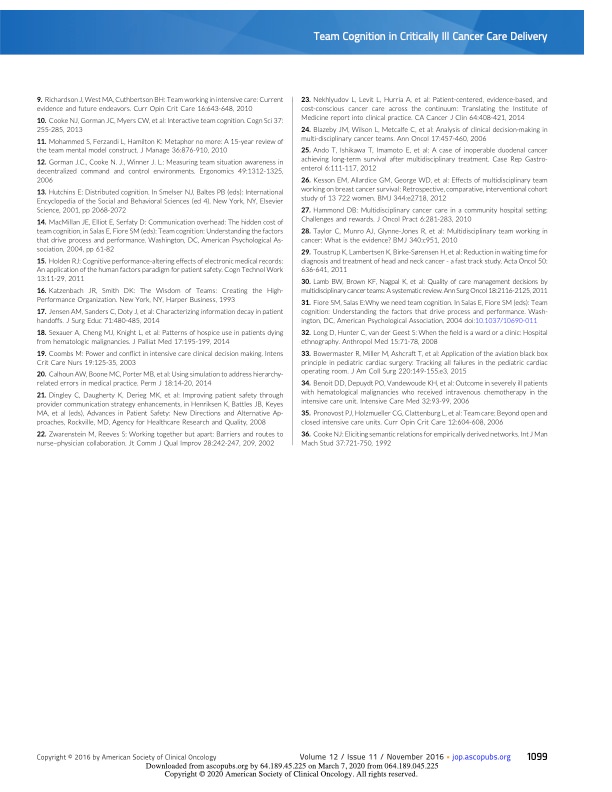 Team Cognition in Critically Ill Cancer Care Delivery
9. Richardson J, West MA, Cuthbertson BH: Team working in intensive care: Current
evidence and future endeavors. Curr Opin Crit Care 16:643-648, 2010
10. Cooke NJ, Gorman JC, Myers CW, et al: Interactive team cognition. Cogn Sci 37:
255-285, 2013
11. Mohammed S, Ferzandi L, Hamilton K: Metaphor no more: A 15-year review of
the team mental model construct. J Manage 36:876-910, 2010
12. Gorman J.C., Cooke N. J., Winner J. L.: Measuring team situation awareness in
decentralized command and control environments. Ergonomics 49:1312-1325,
2006
13. Hutchins E: Distributed cognition. In Smelser NJ, Baltes PB (eds): International
Encyclopedia of the Social and Behavioral Sciences (ed 4). New York, NY, Elsevier
Science, 2001, pp 2068-2072
14. MacMillan JE, Elliot E, Serfaty D: Communication overhead: The hidden cost of
team cognition, in Salas E, Fiore SM (eds): Team cognition: Understanding the factors
that drive process and performance. Washington, DC, American Psychological As-
sociation, 2004, pp 61-82
15. Holden RJ: Cognitive performance-altering effects of electronic medical records:
An application of the human factors paradigm for patient safety. Cogn Technol Work
13:11-29, 2011
16. Katzenbach JR, Smith DK: The Wisdom of Teams: Creating the High-
Performance Organization, New York, NY, Harper Business, 1993
17. Jensen AM, Sanders C, Doty J, et al: Characterizing information decay in patient
handoffs. J Surg Educ 71:480-485, 2014
18. Sexauer A, Cheng MJ, Knight L, et al: Patterns of hospice use in patients dying
from hematologic malignancies. J Palliat Med 17:195-199, 2014
19. Coombs M: Power and conflict in intensive care clinical decision making. Intens
Crit Care Nurs 19:125-35, 2003
20. Calhoun AW, Boone MC, Porter MB, et al: Using simulation to address hierarchy-
related errors in medical practice. Perm J 18:14-20, 2014
21. Dingley C, Daugherty K, Derieg MK, et al: Improving patient safety through
provider communication strategy enhancements, in Henriksen K, Battles JB, Keyes
MA, et al (eds), Advances in Patient Safety: New Directions and Alternative Ap-
proaches, Rockville, MD, Agency for Healthcare Research and Quality, 2008
22. Zwarenstein M, Reeves S: Working together but apart: Barriers and routes to
nurse–physician collaboration. Jt Comm J Qual Improv 28:242-247, 209, 2002
23. Nekhlyudov L, Levit L, Hurria A, et al: Patient-centered, evidence-based, and
cost-conscious cancer care across the continuum: Translating the Institute of
Medicine report into clinical practice. CA Cancer J Clin 64:408-421, 2014
24. Blazeby JM, Wilson L, Metcalfe C, et al: Analysis of clinical decision-making in
multi-disciplinary cancer teams. Ann Oncol 17:457-460, 2006
25. Ando T, Ishikawa T, Imamoto E, et al: A case of inoperable duodenal cancer
achieving long-term survival after multidisciplinary treatment. Case Rep Gastro-
enterol 6:111-117, 2012
26. Kesson EM, Allardice GM, George WD, et al: Effects of multidisciplinary team
working on breast cancer survival: Retrospective, comparative, interventional cohort
study of 13 722 women. BMJ 344:e2718, 2012
27. Hammond DB: Multidisciplinary cancer care in a community hospital setting:
Challenges and rewards. J Oncol Pract 6:281-283, 2010
28. Taylor C, Munro AJ, Glynne-Jones R, et al: Multidisciplinary team working in
cancer: What is the evidence? BMJ 340:c951, 2010
29. Toustrup K, Lambertsen K, Birke-Sørensen H, et al: Reduction in waiting time for
diagnosis and treatment of head and neck cancer - a fast track study. Acta Oncol 50:
636-641, 2011
30. Lamb BW, Brown KF, Nagpal K, et al: Quality of care management decisions by
multidisciplinary cancer teams: A systematic review. Ann Surg Oncol 18:2116-2125, 2011
31. Fiore SM, Salas E:Why we need team cognition. In Salas E, Fiore SM (eds): Team
cognition: Understanding the factors that drive process and performance. Wash-
ington, DC, American Psychological Association, 2004 doi:10.1037/10690-011
32. Long D, Hunter C, van der Geest S: When the field is a ward or a clinic: Hospital
ethnography. Anthropol Med 15:71-78, 2008
33. Bowermaster R, Miller M, Ashcraft T, et al: Application of the aviation black box
principle in pediatric cardiac surgery: Tracking all failures in the pediatric cardiac
operating room. J Am Coll Surg 220:149-155.e3, 2015
34. Benoit DD, Depuydt PO, Vandewoude KH, et al: Outcome in severely ill patients
with hematological malignancies who received intravenous chemotherapy in the
intensive care unit. Intensive Care Med 32:93-99, 2006
35. Pronovost PJ, Holzmueller CG, Clattenburg L, et al: Team care: Beyond open and
closed intensive care units. Curr Opin Crit Care 12:604-608, 2006
36. Cooke NJ: Eliciting semantic relations for empirically derived networks. Int J Man
Mach Stud 37:721-750, 1992
Copyright © 2016 by American Society of Clinical Oncology
Volume 12 / Issue 11 / November 2016 • jop.ascopubs.org 1099
Downloaded from ascopubs.org by 64.189.45.225 on March 7, 2020 from 064.189.045.225
Copyright © 2020 American Society of Clinical Oncology. All rights reserved.